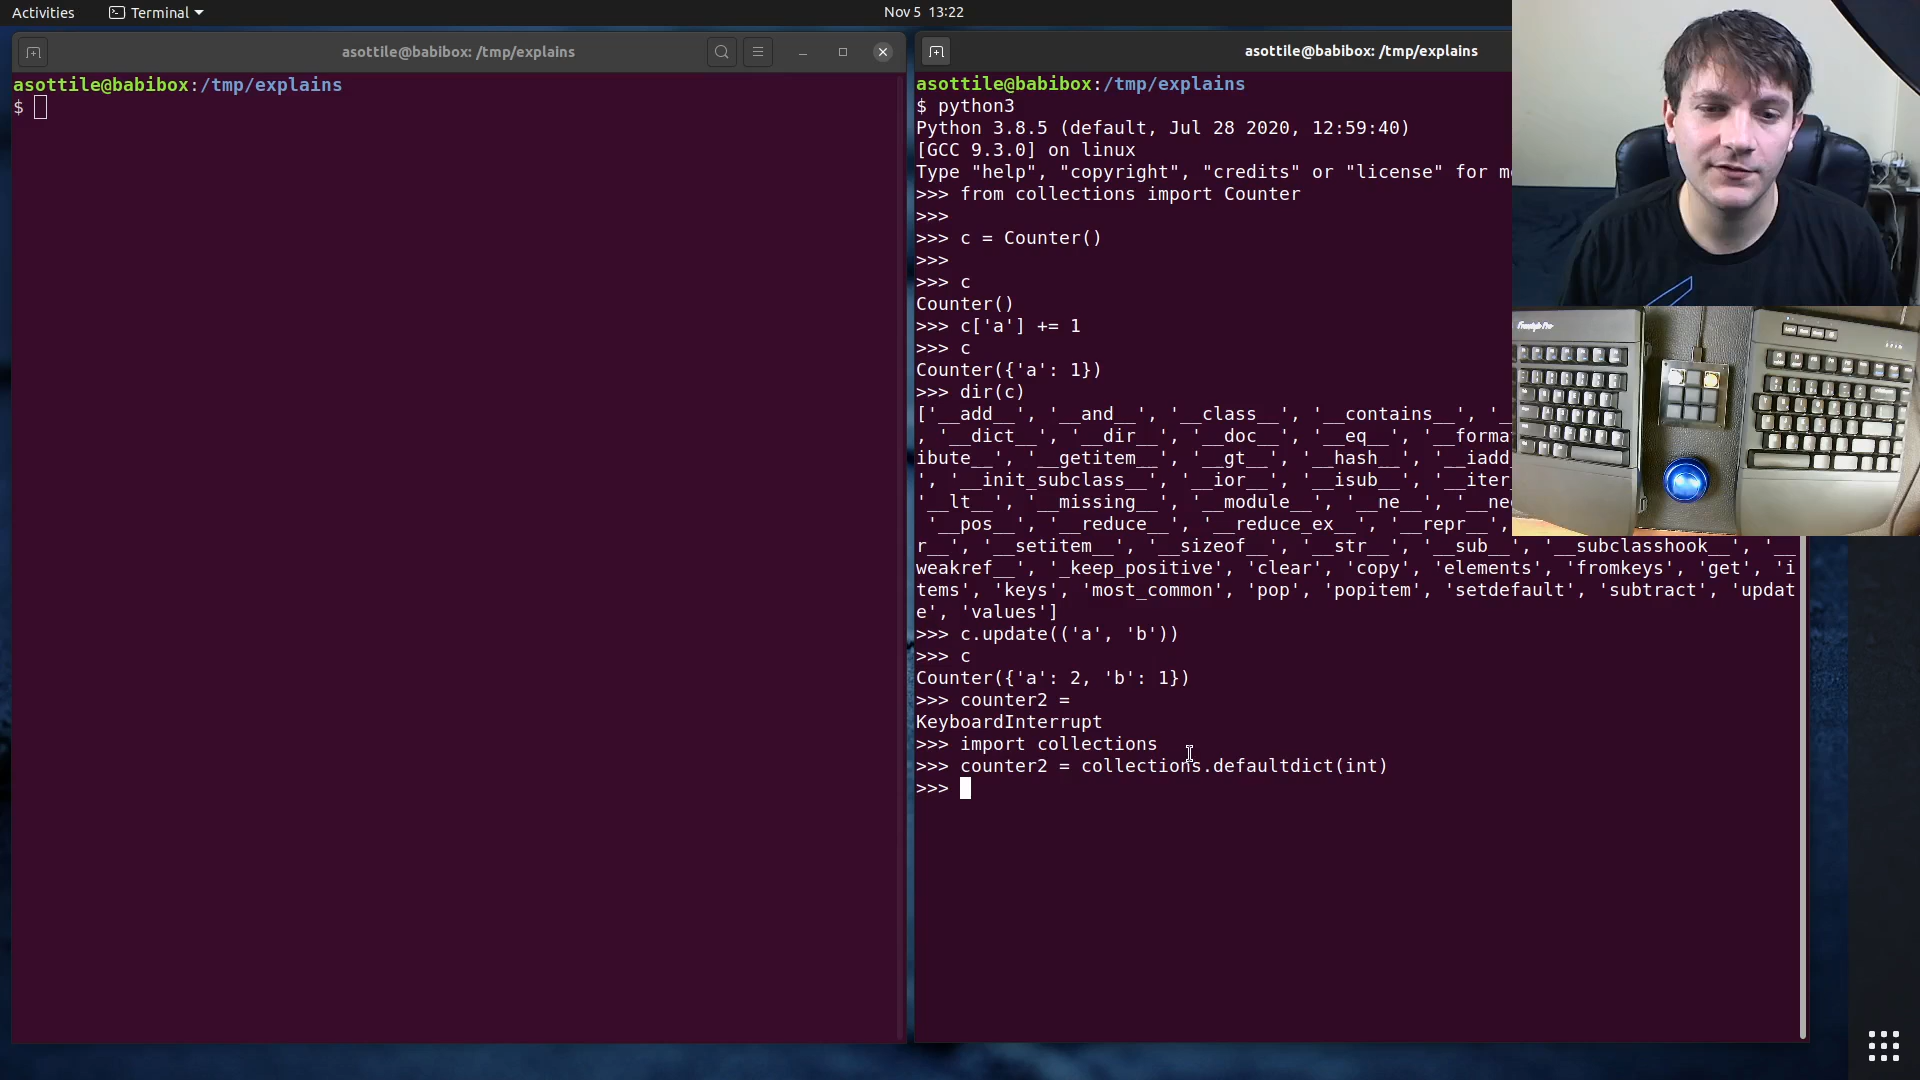 Activities
Terminal
Nov 5 13:22
asottile@babibox: /tmp/explains
asottile@babibox:/tmp/explains
$
asottile@babibox: /tmp/explains
asottile@babibox:/tmp/explains
$ python3
Python 3.8.5 (default, Jul 28 2020, 12:59:40)
[GCC 9.3.0] on linux
Type "help", "copyright", "credits" or "license" for
>>> from collections import Counter
>>>
>>> c = Counter()
>>>
>>> c
Counter()
>>> c['a'] += 1
>>> c
Counter({'a': 1})
>>> dir(c)
['__add__', '__and__', '__class__', '__contains__', '_
, '__dict__', '__dir__', '__doc__', '__eq__', '__forma
ibute__', '__getitem__', '__gt__', '__hash__', '__iadd
', '__init_subclass__', '__ior__', '__isub__', '__iter_
'__lt__', '__missing__', '__module__', '__ne__', '__ne
'__pos__', '__reduce__', '__reduce_ex__', '__repr__',
r__', '__setitem__', '__sizeof__', '__str__', '__sub__', '__subclasshook__', '__
weakref__', '_keep_positive', 'clear', 'copy', 'elements', 'fromkeys', 'get', 'i
tems', 'keys', 'most_common', 'pop', 'popitem', 'setdefault', 'subtract', 'updat
e', 'values']
>>> c.update(('a', 'b'))
>>> c
Counter({'a': 2, 'b': 1})
>>> counter2 =
KeyboardInterrupt
>>> import collections
>>> counter2 = collections.defaultdict(int)
>>>
Freestyle Pro